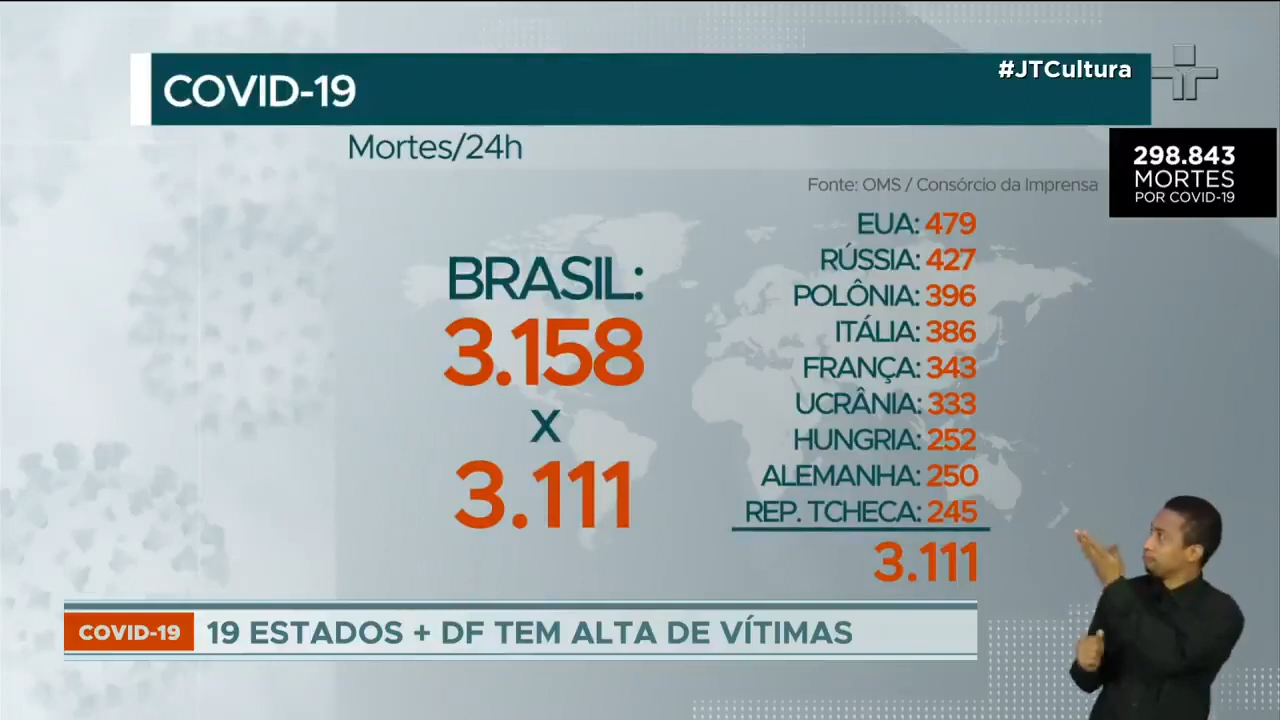 COVID-19
#JTCultura
Mortes/24h
298.843
MORTES
POR COVID-19
Fonte: OMS / Consórcio da Imprensa
BRASIL:
3.158
x
3.111
EUA: 479
RÚSSIA: 427
POLÔNIA: 396
ITÁLIA: 386
FRANÇA: 343
UCRÂNIA: 333
HUNGRIA: 252
ALEMANHA: 250
REP. TCHECA: 245
3.111
COVID-19 19 ESTADOS + DF TEM ALTA DE VÍTIMAS